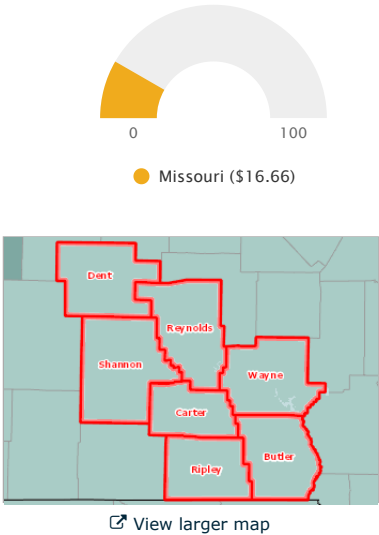 0 100
Missouri ($16.66)
Dent
Reynolds
Shannon
Wayne
Carter
Butler
Ripley
View larger map